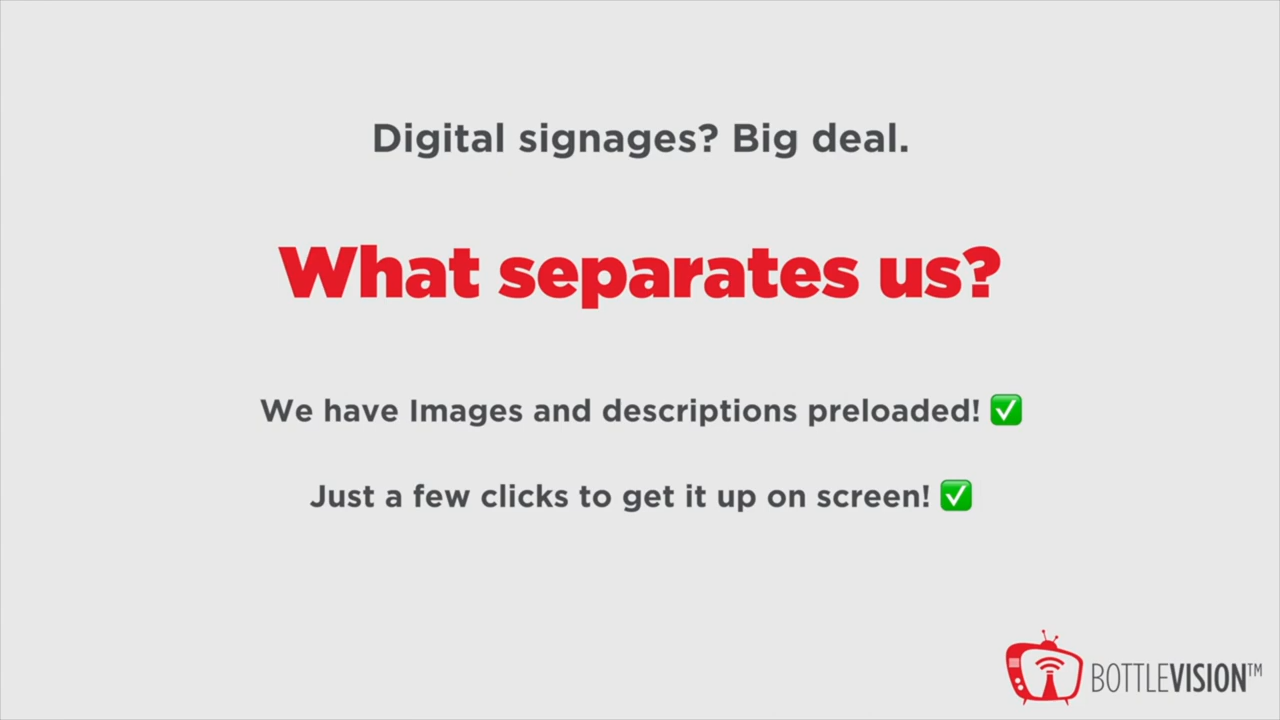 Digital signages? Big deal.
What separates us?
We have Images and descriptions preloaded! ✅
Just a few clicks to get it up on screen! ✅
BOTTLEVISION™